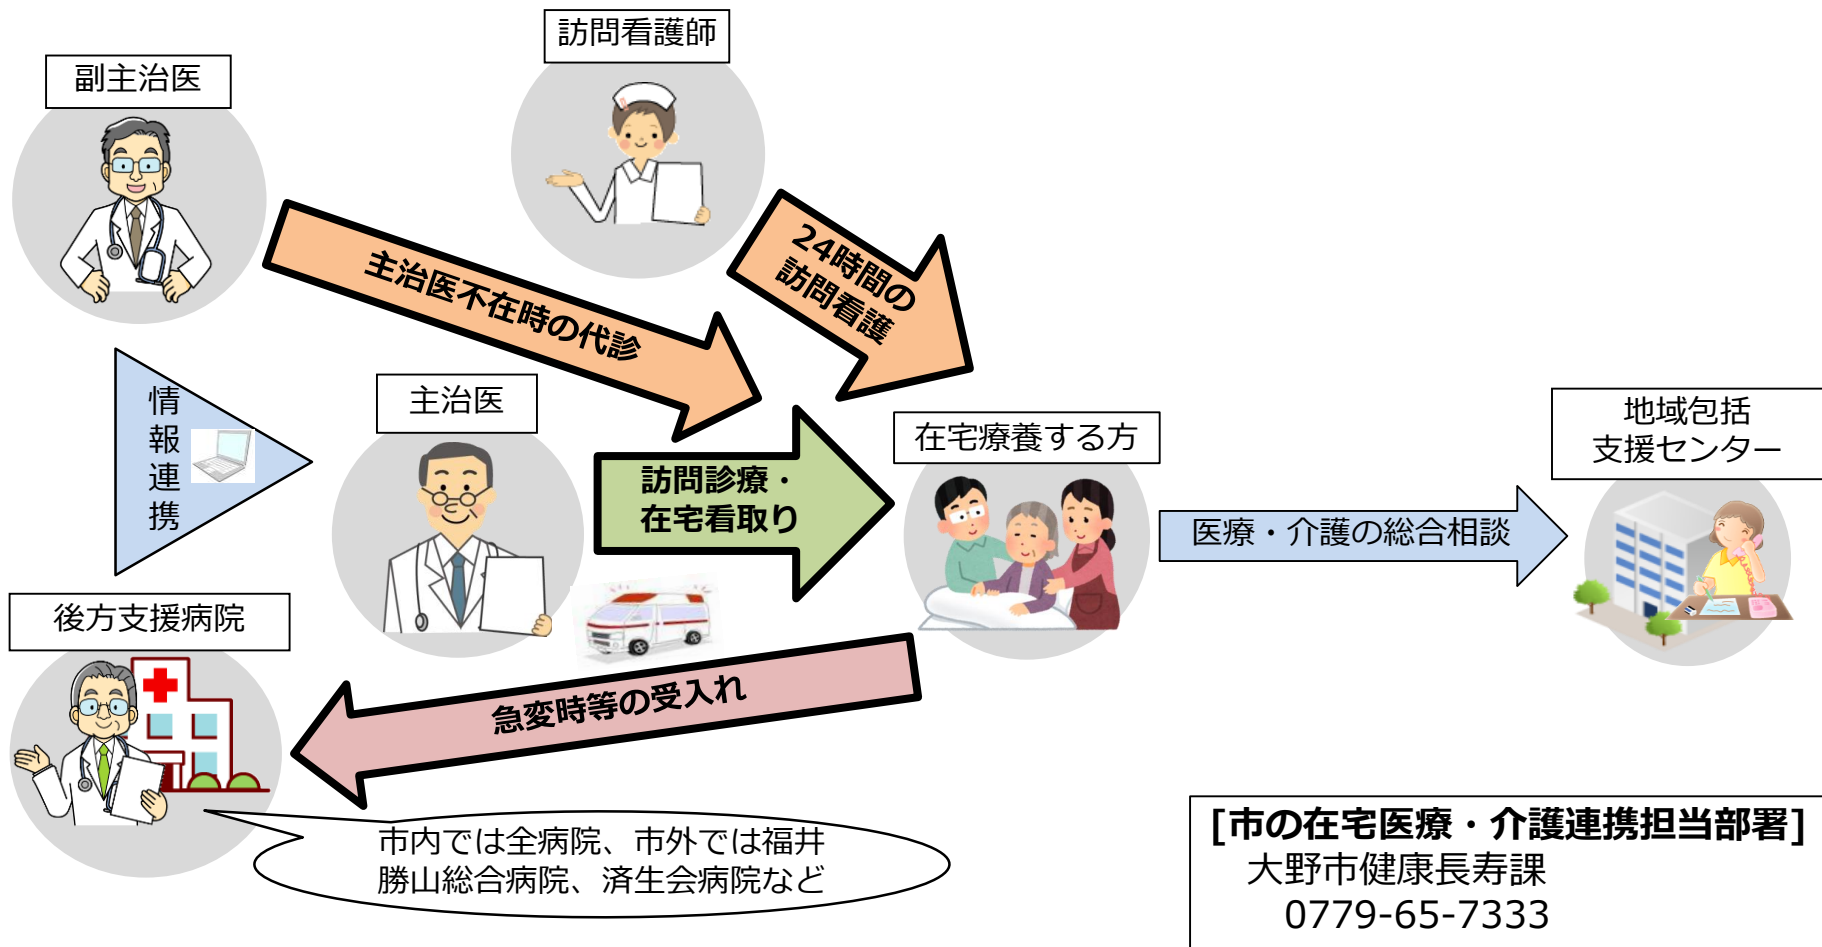 訪問看護師
副主治医
24時間の
訪問看護
主治医不在時の代診
情報連携
主治医
在宅療養する方
地域包括
支援センター
訪問診療・
在宅看取り
医療・介護の総合相談
後方支援病院
急変時等の受入れ
市内では全病院、市外では福井
勝山総合病院、済生会病院など
[市の在宅医療・介護連携担当部署]
大野市健康長寿課
0779-65-7333